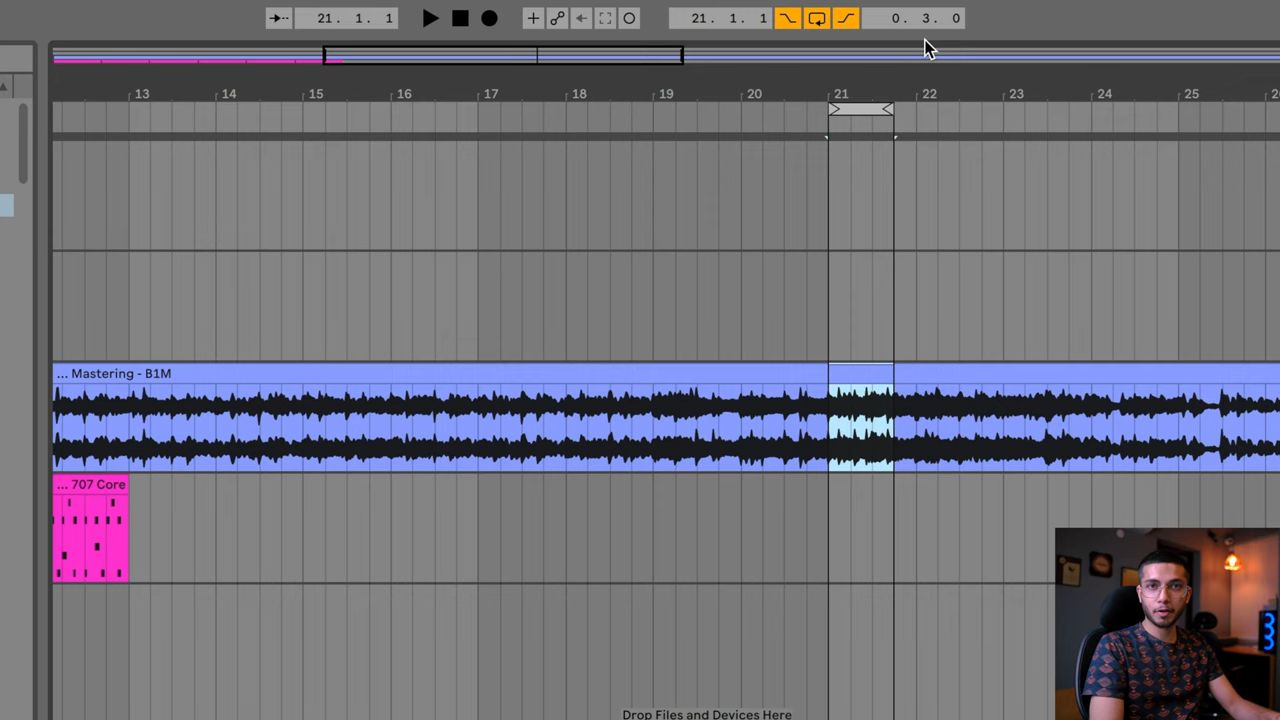 21. 1. 1
21. 1. 1
0. 3. 0
13 14 15 16 17 18 19 20 21 22 23 24 25
... Mastering - B1M
... 707 Core
Drop Files and Devices Here